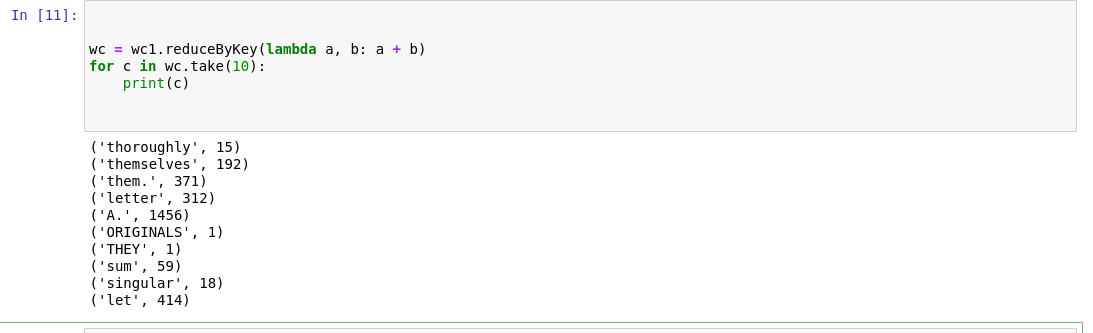 In [11]:
wc = wc1.reduceByKey(lambda a, b: a + b)
for c in wc.take(10):
    print(c)
('thoroughly', 15)
('themselves', 192)
('them.', 371)
('letter', 312)
('A.', 1456)
('ORIGINALS', 1)
('THEY', 1)
('sum', 59)
('singular', 18)
('let', 414)